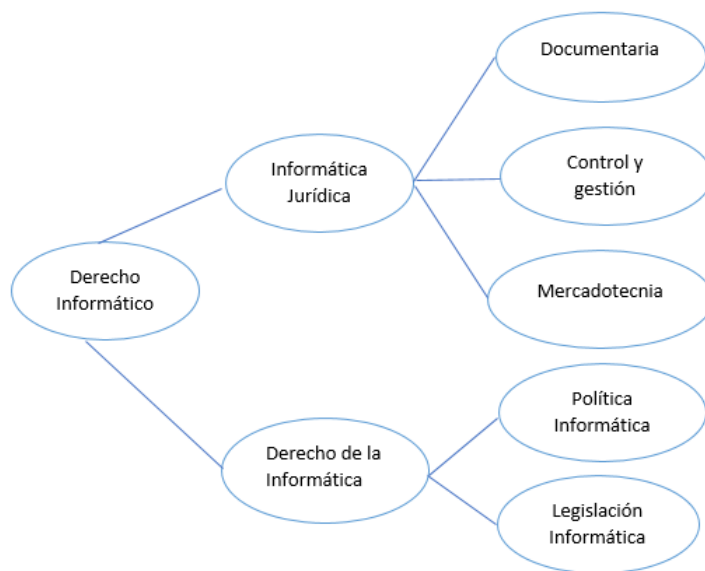 Documentaria
Informática
Jurídica
Control y
gestión
Derecho
Informático
Mercadotecnia
Política
Informática
Derecho de la
Informática
Legislación
Informática